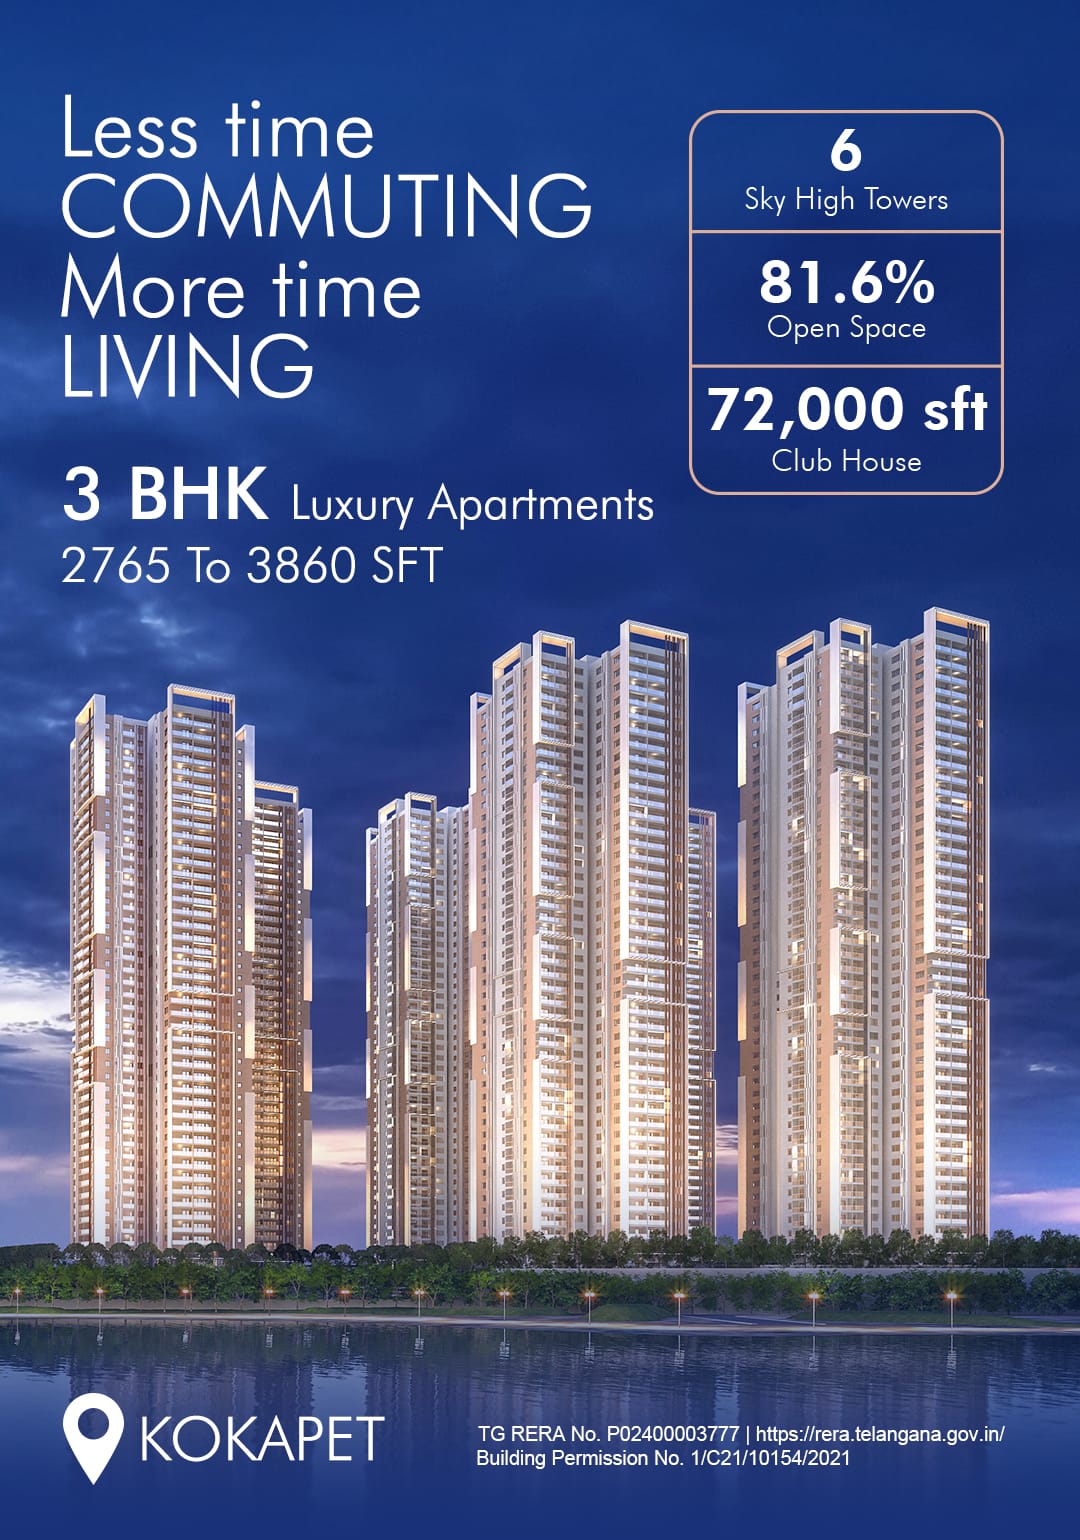 Less time
COMMUTING
More time
LIVING
3 BHK Luxury Apartments
2765 To 3860 SFT
6
Sky High Towers
81.6%
Open Space
72,000 sft
Club House
KOKAPET
TG RERA No. P02400003777 | https://rera.telangana.gov.in/
Building Permission No. 1/C21/10154/2021